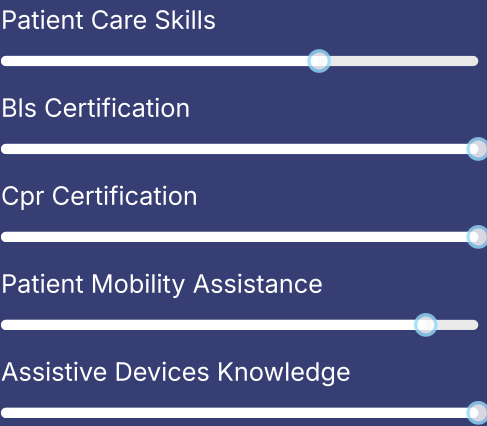 Patient Care Skills
Bls Certification
Cpr Certification
Patient Mobility Assistance
Assistive Devices Knowledge